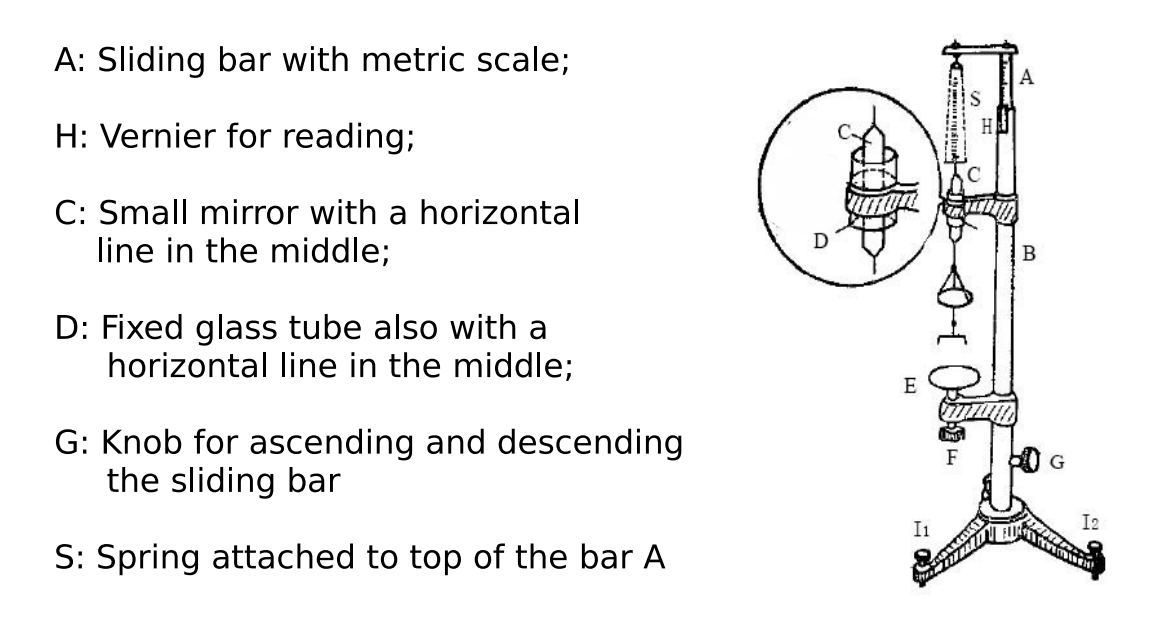 A: Sliding bar with metric scale;
H: Vernier for reading;
C: Small mirror with a horizontal
line in the middle;
D: Fixed glass tube also with a
horizontal line in the middle;
G: Knob for ascending and descending
the sliding bar
S: Spring attached to top of the bar A
A
S
H
C
C
D
B
E
F
G
I1
I2